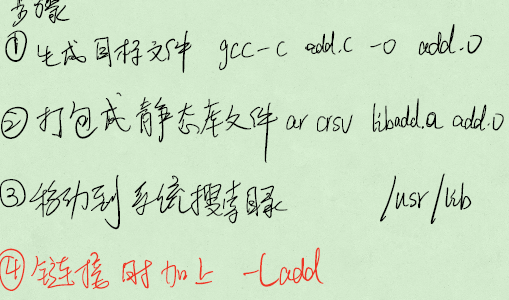 步骤
① 生成目标文件 gcc -c add.c -o add.o
② 打包成静态库文件 ar crsv libadd.a add.o
③ 移动到系统搜索目录 /usr/lib
④ 链接时加上 -ladd